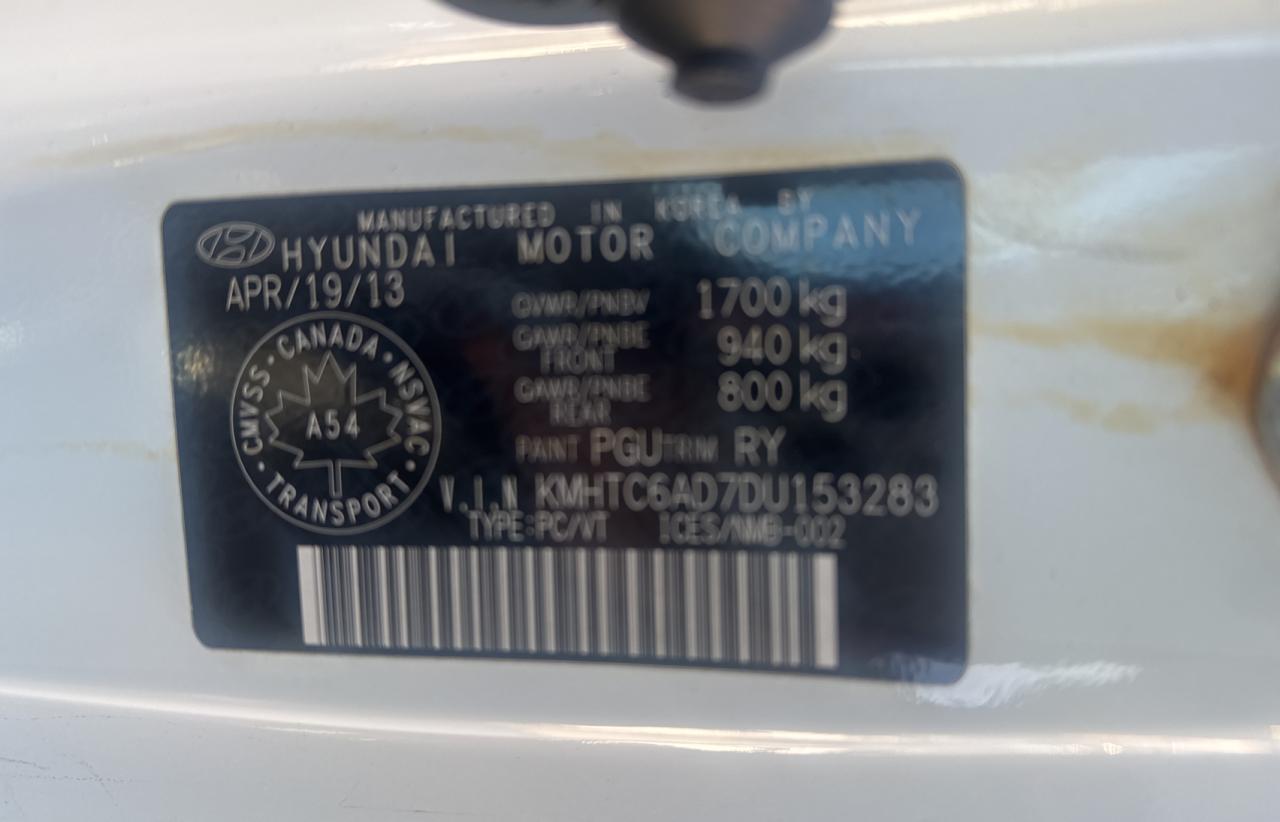 MANUFACTURED IN KOREA BY
HYUNDAI MOTOR COMPANY
APR/19/13
GVWR/PNBV 1700 kg
GAWR/PNBE FRONT 940 kg
GAWR/PNBE REAR 800 kg
CANADA · NSVAC · TRANSPORT · CMVSS ·
A54
PAINT PGU TRIM RY
V.I.N KMHTC6AD7DU153283
TYPE:PC/VT ICES/NMB-002